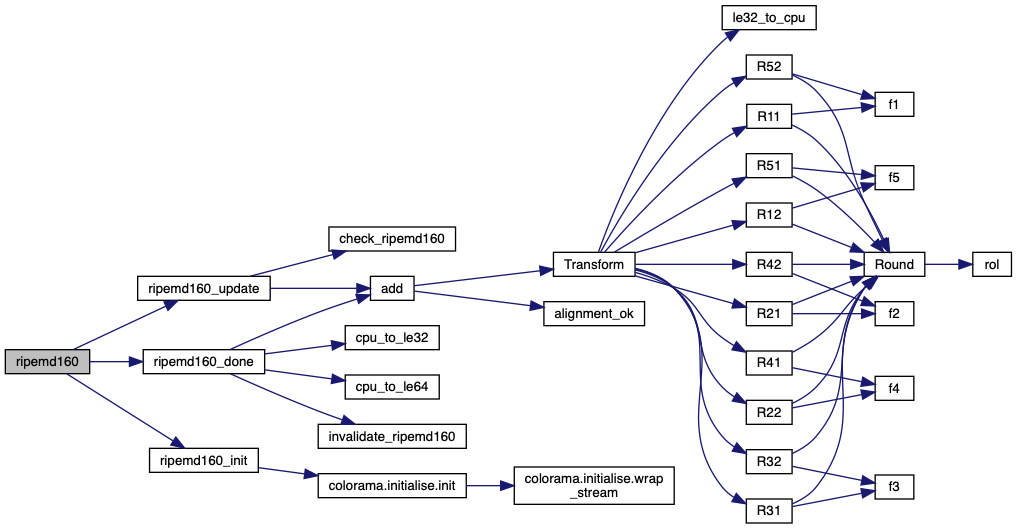 le32_to_cpu
R52
f1
R11
R51
f5
R12
check_ripemd160
Transform
R42
Round
rol
ripemd160_update
add
alignment_ok
R21
f2
cpu_to_le32
ripemd160
ripemd160_done
R41
cpu_to_le64
f4
R22
invalidate_ripemd160
ripemd160_init
R32
colorama.initialise.init
colorama.initialise.wrap
_stream
f3
R31